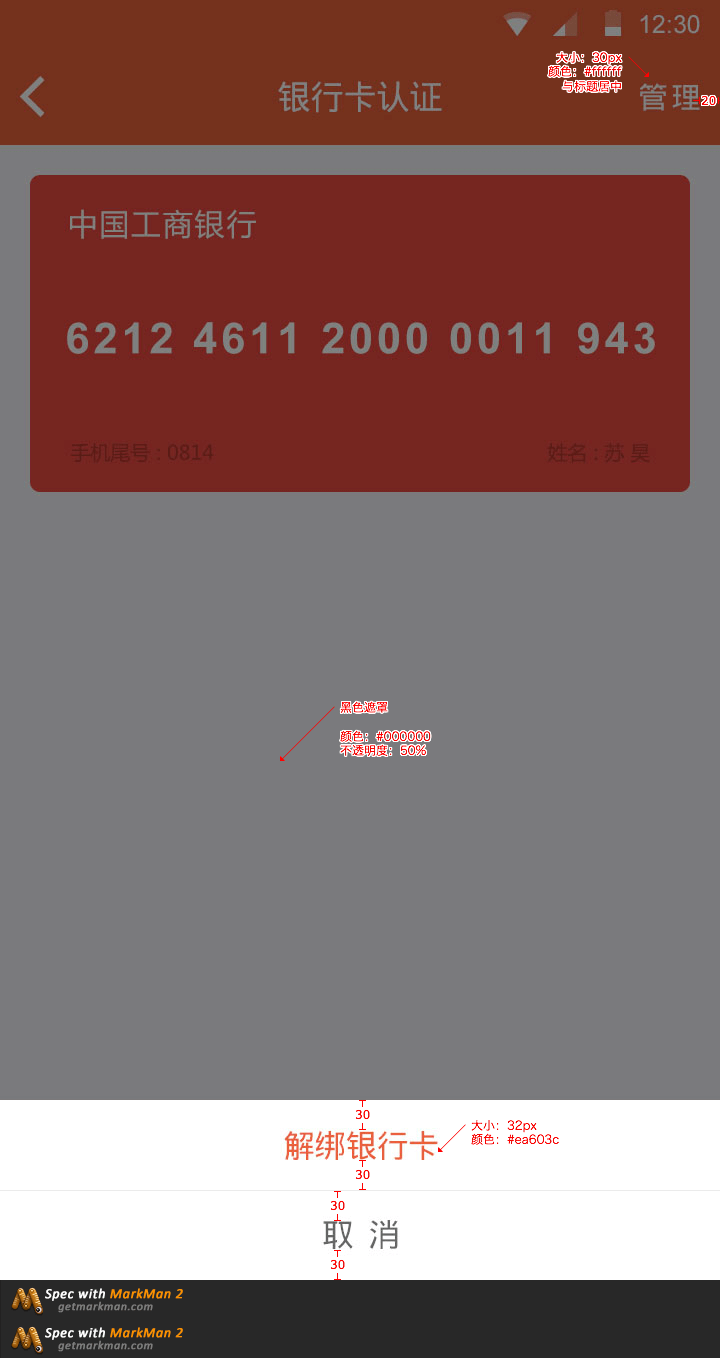 12:30
大小：30px
颜色：#ffffff
与标题居中
银行卡认证
管理
20
中国工商银行
6212 4611 2000 0011 943
手机尾号 : 0814
姓名 : 苏 昊
黑色遮罩
颜色：#000000
不透明度：50%
30
解绑银行卡
大小：32px
颜色：#ea603c
30
30
取 消
30
Spec with MarkMan 2
getmarkman.com
Spec with MarkMan 2
getmarkman.com